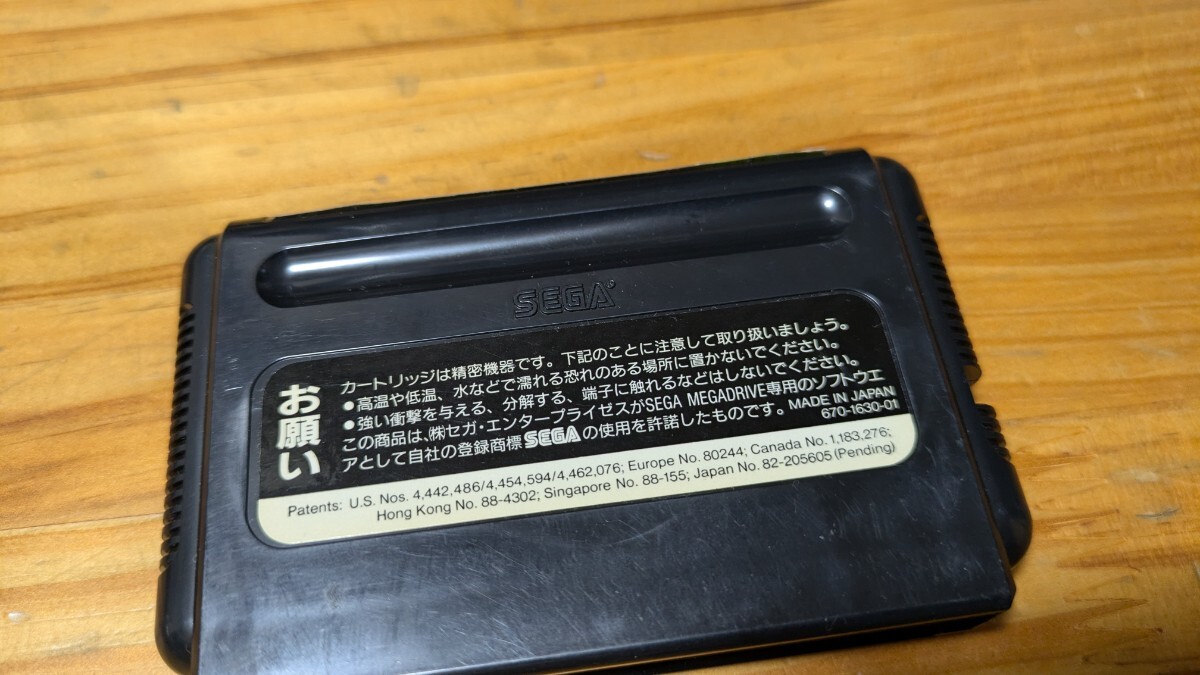 SEGA
お願い
カートリッジは精密機器です。下記のことに注意して取り扱いましょう。
●高温や低温、水などで濡れる恐れのある場所に置かないでください。
●強い衝撃を与える、分解する、端子に触れるなどはしないでください。
この商品は、(株)セガ・エンタープライゼスがSEGA MEGADRIVE専用のソフトウエ
アとして自社の登録商標SEGAの使用を許諾したものです。MADE IN JAPAN
670-1630-01
Patents: U.S. Nos. 4,442,486/4,454,594/4,462,076; Europe No. 80244; Canada No. 1,183,276;
Hong Kong No. 88-4302; Singapore No. 88-155; Japan No. 82-205605 (Pending)